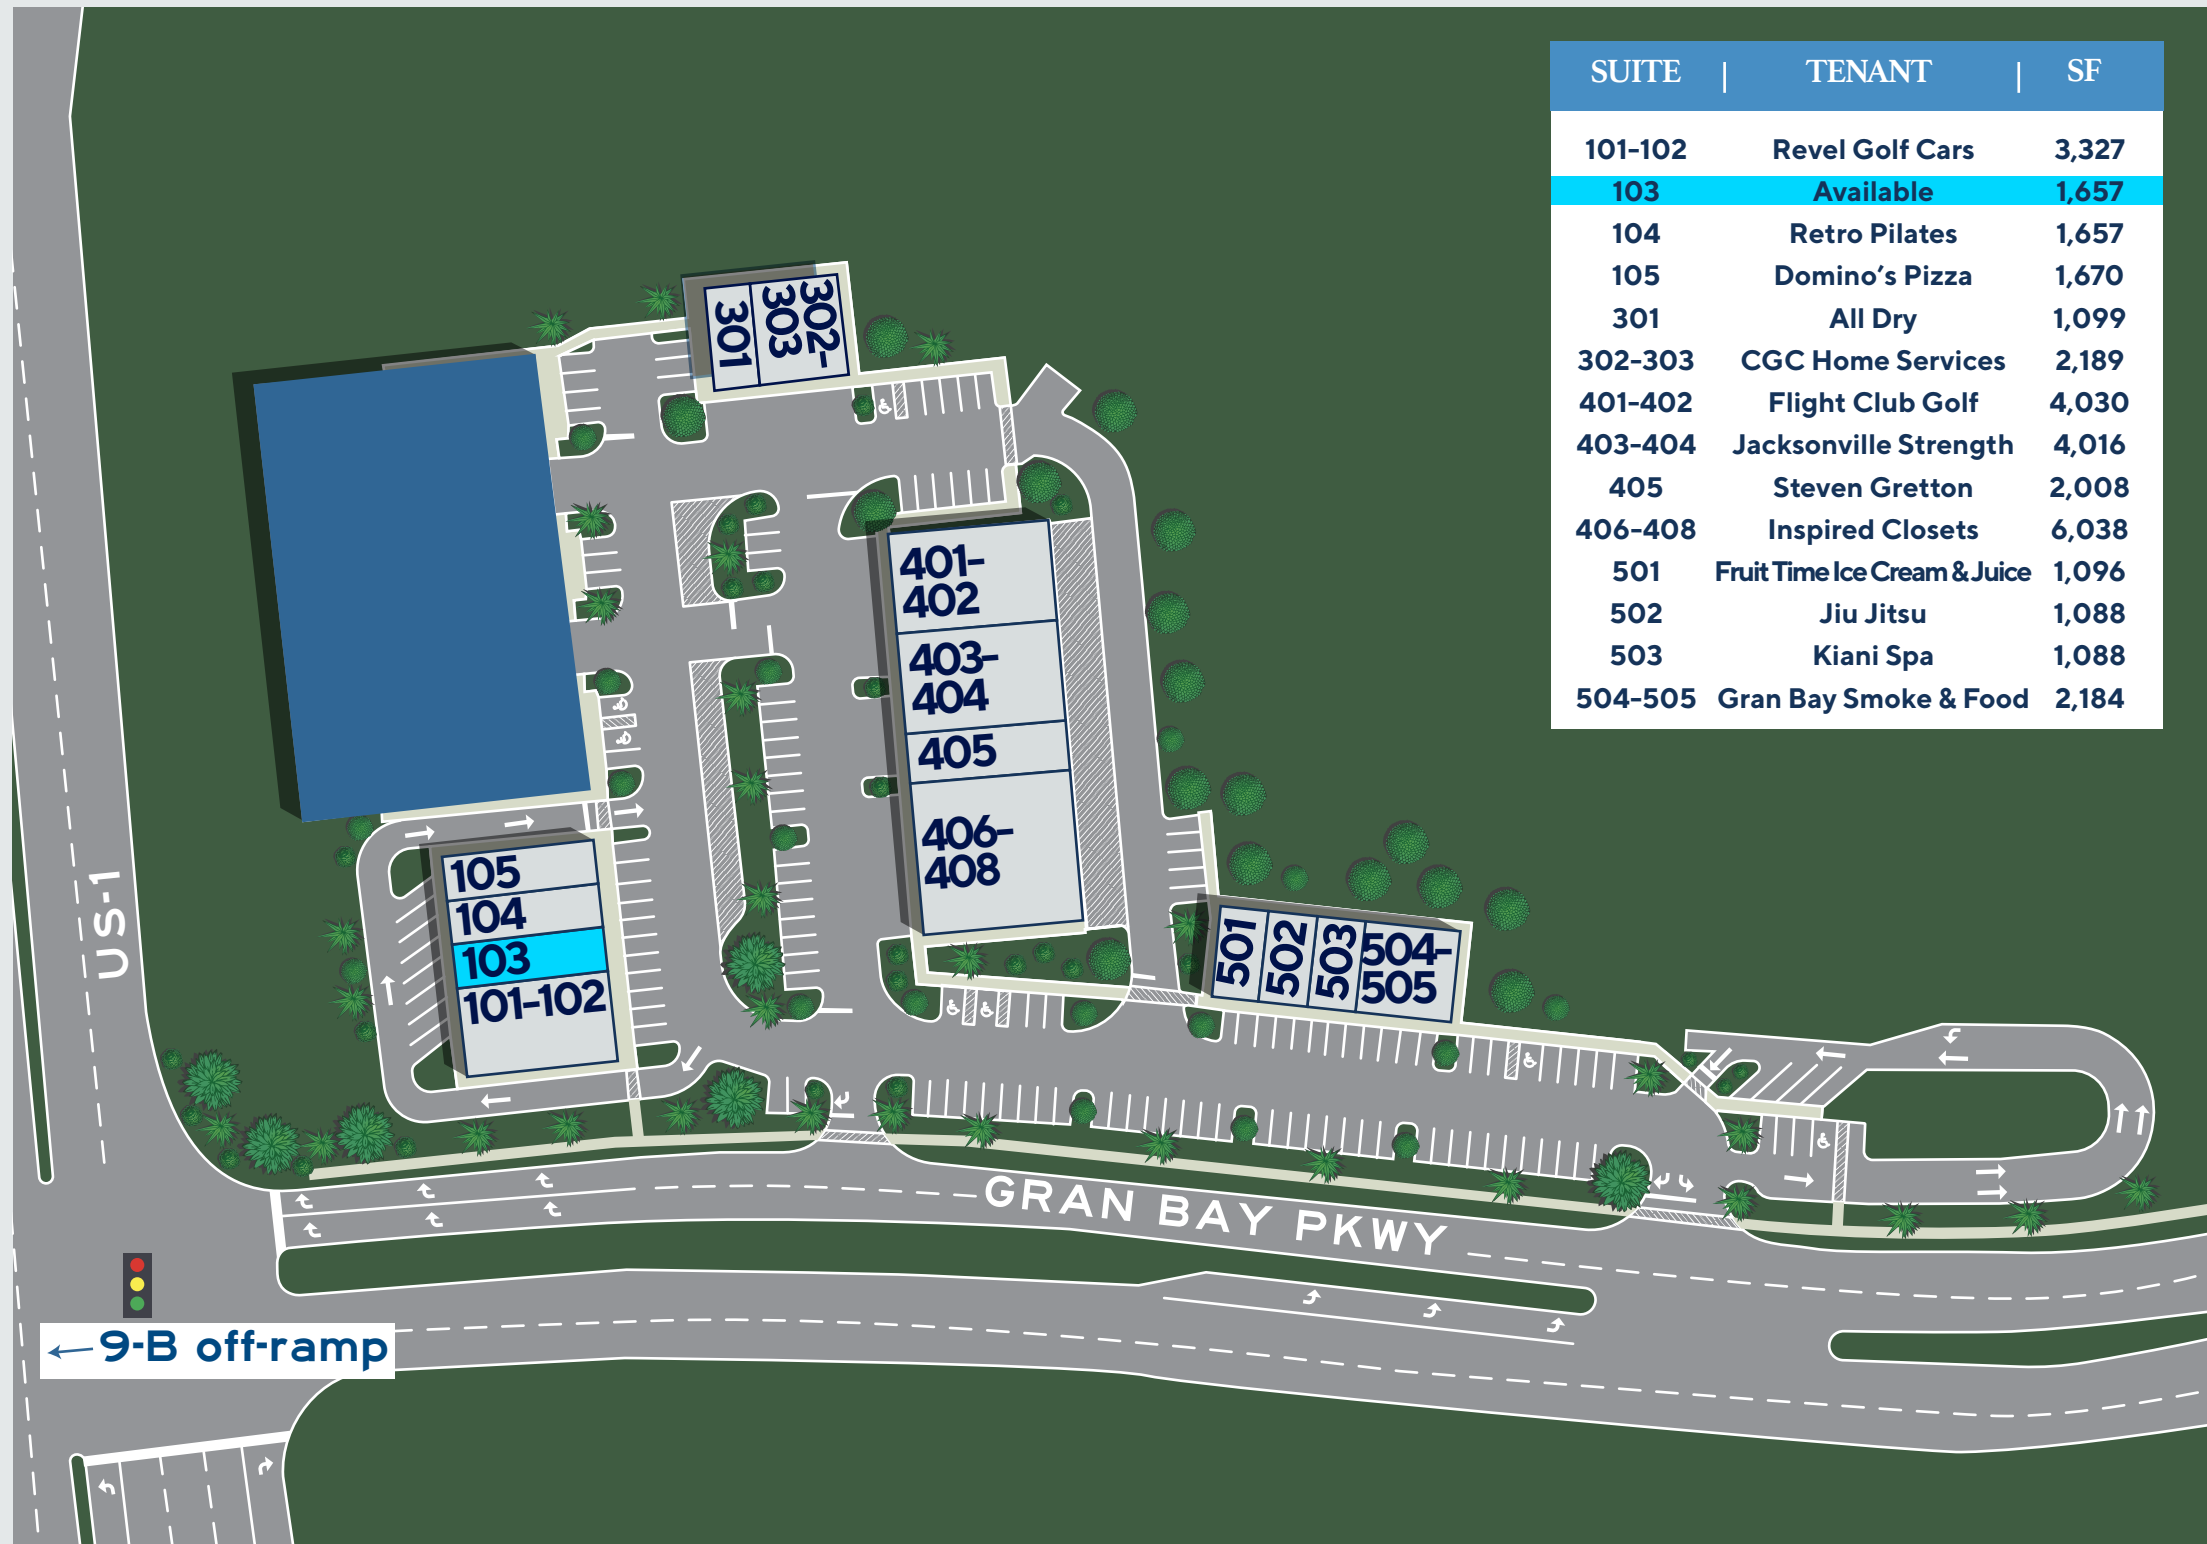 SUITE | TENANT | SF
101-102 Revel Golf Cars 3,327
103 Available 1,657
104 Retro Pilates 1,657
105 Domino's Pizza 1,670
301 All Dry 1,099
302-303 CGC Home Services 2,189
401-402 Flight Club Golf 4,030
403-404 Jacksonville Strength 4,016
405 Steven Gretton 2,008
406-408 Inspired Closets 6,038
501 Fruit Time Ice Cream & Juice 1,096
502 Jiu Jitsu 1,088
503 Kiani Spa 1,088
504-505 Gran Bay Smoke & Food 2,184
301
302-
303
401-
402
403-
404
405
406-
408
105
104
103
101-102
501
502
503
504-
505
US-1
GRAN BAY PKWY
9-B off-ramp